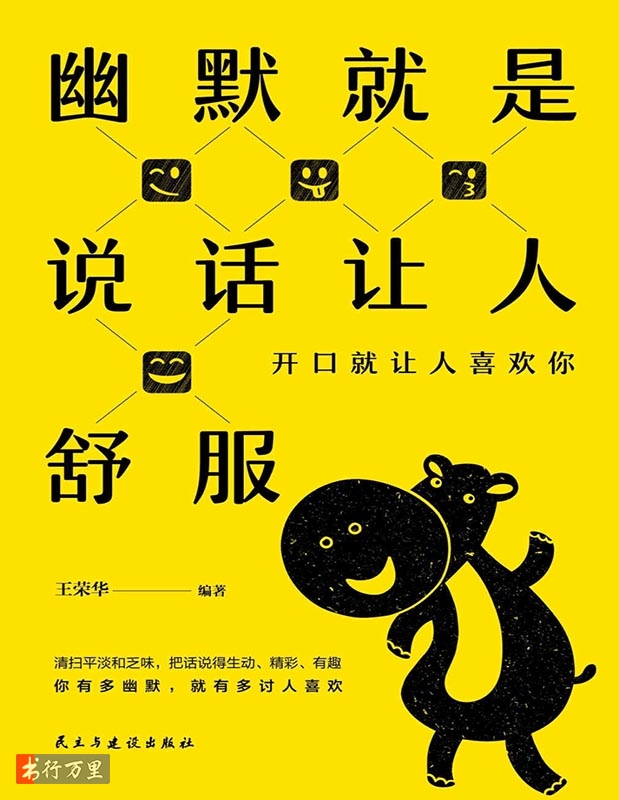 幽默就是
说话让人
开口就让人喜欢你
舒服
王荣华——编著
清扫平淡和乏味，把话说得生动、精彩、有趣
你有多幽默，就有多讨人喜欢
民主与建设出版社
书行万里